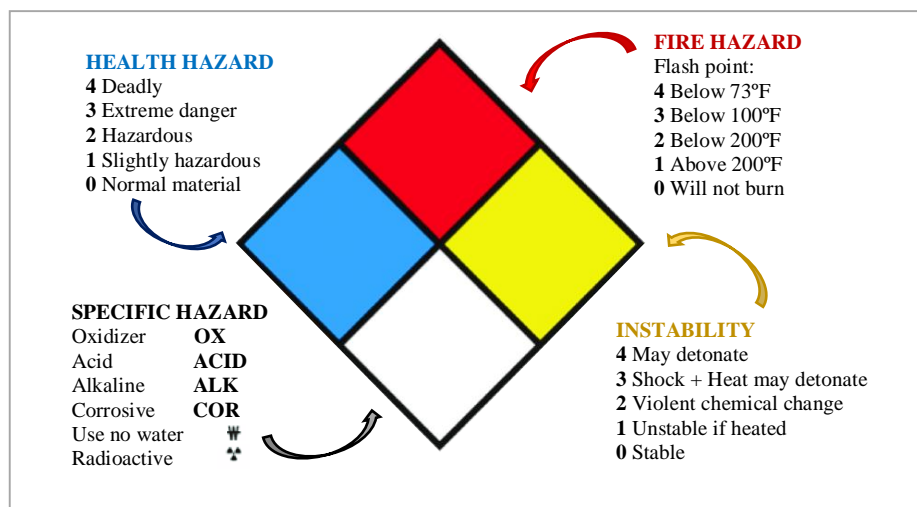 HEALTH HAZARD
4 Deadly
3 Extreme danger
2 Hazardous
1 Slightly hazardous
0 Normal material
FIRE HAZARD
Flash point:
4 Below 73ºF
3 Below 100ºF
2 Below 200ºF
1 Above 200ºF
0 Will not burn
SPECIFIC HAZARD
Oxidizer OX
Acid ACID
Alkaline ALK
Corrosive COR
Use no water W
Radioactive
INSTABILITY
4 May detonate
3 Shock + Heat may detonate
2 Violent chemical change
1 Unstable if heated
0 Stable